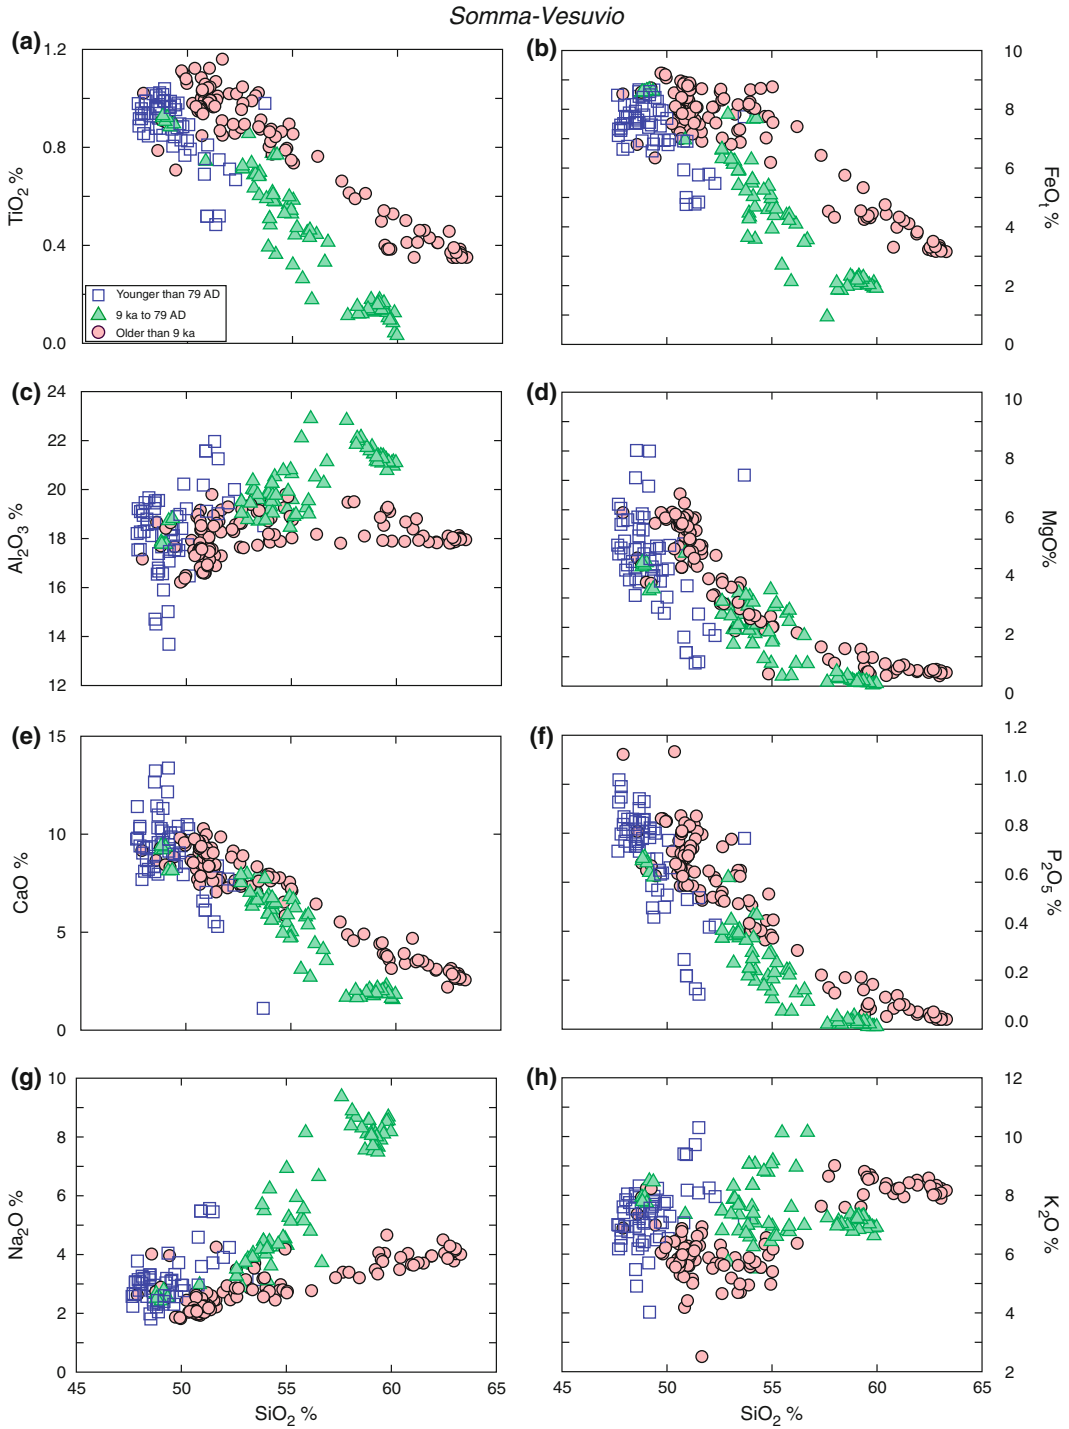 Somma-Vesuvio
(a)
1.2
0.8
0.4
0.0
TiO2 %
Younger than 79 AD
9 ka to 79 AD
Older than 9 ka
(b)
10
8
6
4
2
0
FeOt %
(c)
24
22
20
18
16
14
12
Al2O3 %
(d)
10
8
6
4
2
0
MgO%
(e)
15
10
5
0
CaO %
(f)
1.2
1.0
0.8
0.6
0.4
0.2
0.0
P2O5 %
(g)
10
8
6
4
2
0
Na2O %
45 50 55 60 65
SiO2 %
(h)
12
10
8
6
4
2
K2O%
45 50 55 60 65
SiO2 %